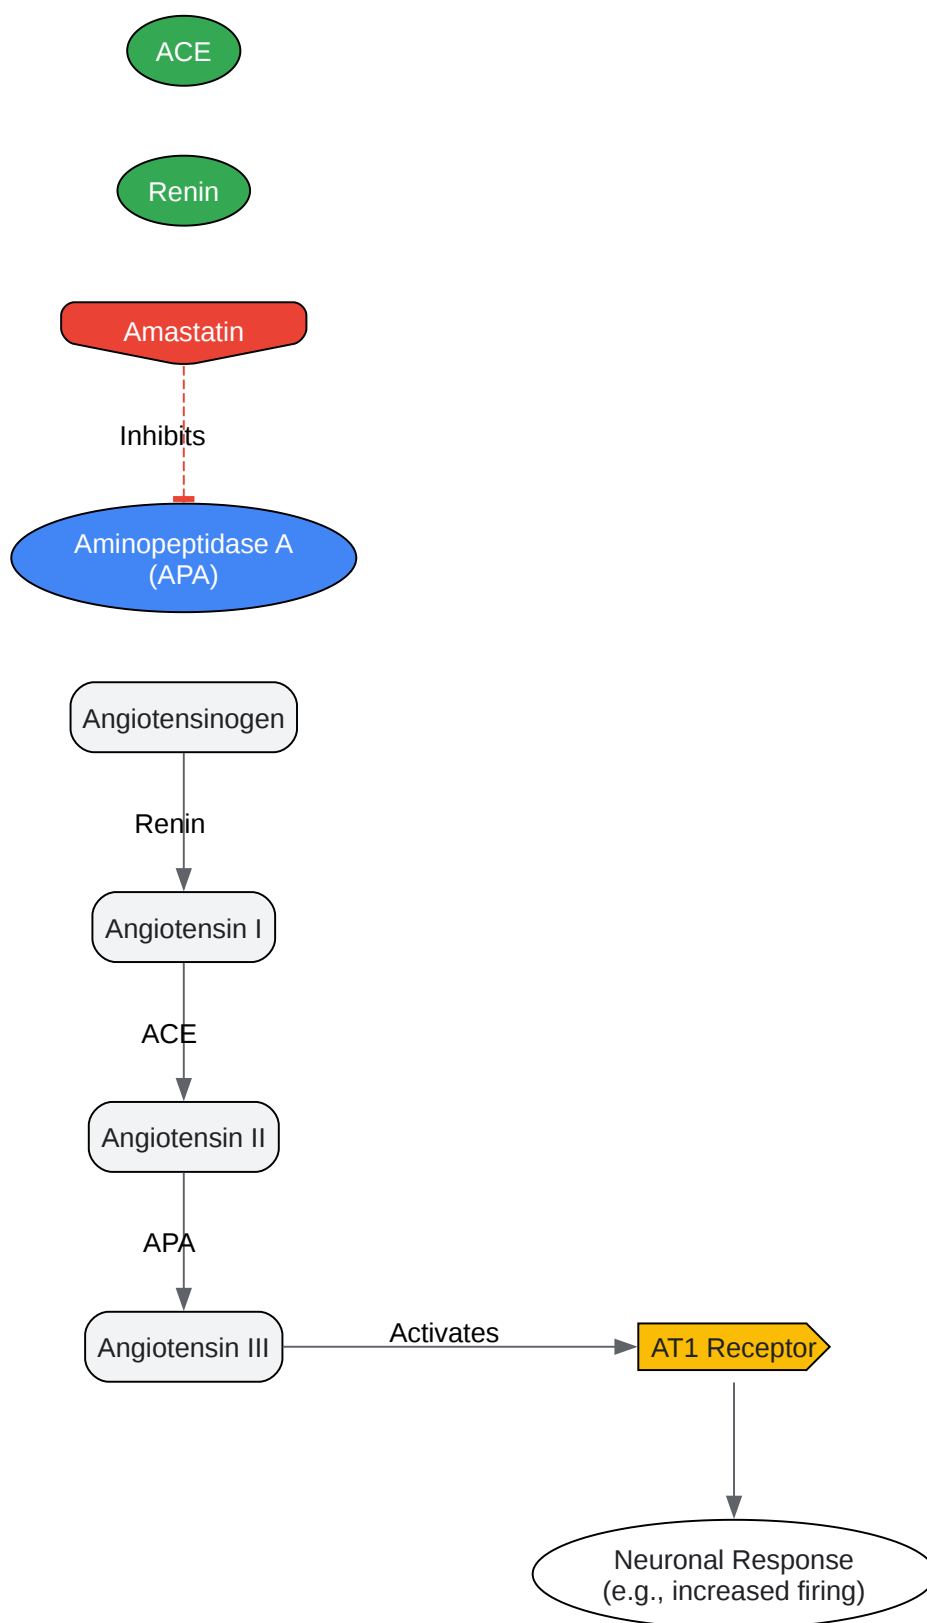 ACE
Renin
Amastatin
Inhibits
Aminopeptidase A
(APA)
Angiotensinogen
Renin
Angiotensin I
ACE
Angiotensin II
APA
Angiotensin III
Activates
AT1 Receptor
Neuronal Response
(e.g., increased firing)